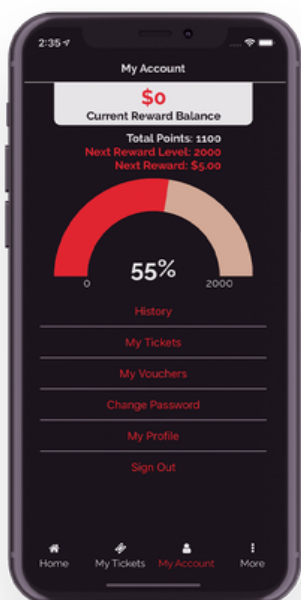 2:35
My Account
$0
Current Reward Balance
Total Points: 1100
Next Reward Level: 2000
Next Reward: $5.00
55%
0 2000
History
My Tickets
My Vouchers
Change Password
My Profile
Sign Out
Home My Tickets My Account More